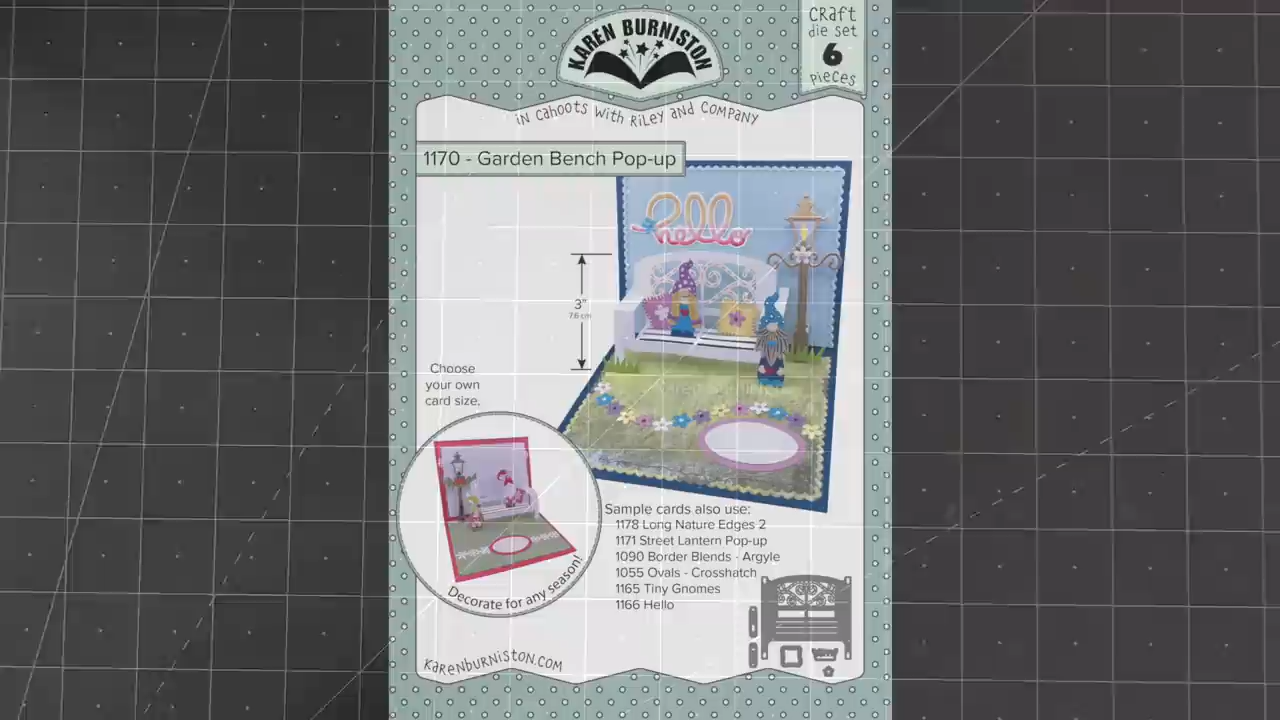 KAREN BURNISTON
CRaft
die set
6
pieces
in cahoots with RiLey and company
1170 - Garden Bench Pop-up
hello
3"
7.6 cm
Choose
your own
card size.
Decorate for any season!
Sample cards also use:
1178 Long Nature Edges 2
1171 Street Lantern Pop-up
1090 Border Blends - Argyle
1055 Ovals - Crosshatch
1165 Tiny Gnomes
1166 Hello
KARENBURNISTON.COM